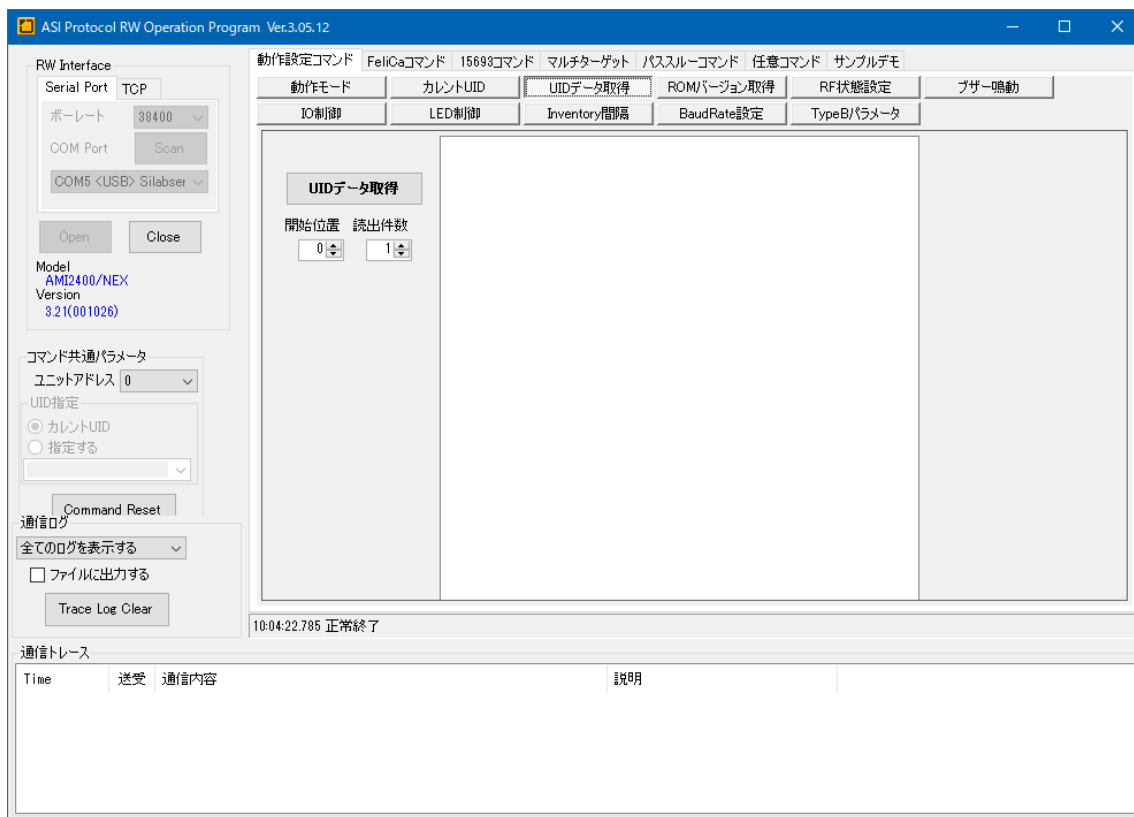 ASI Protocol RW Operation Program Ver.3.05.12
RW Interface
Serial Port TCP
ボーレート 38400
COM Port Scan
COM5 <USB> Silabser
Open Close
Model
AMI2400/NEX
Version
3.21(001026)
コマンド共通パラメータ
ユニットアドレス 0
UID指定
カレントUID
指定する
Command Reset
通信ログ
全てのログを表示する
ファイルに出力する
Trace Log Clear
動作設定コマンド FeliCaコマンド 15693コマンド マルチターゲット パススルーコマンド 任意コマンド サンプルデモ
動作モード カレントUID UIDデータ取得 ROMバージョン取得 RF状態設定 ブザー鳴動
IO制御 LED制御 Inventory間隔 BaudRate設定 TypeBパラメータ
UIDデータ取得
開始位置 読出件数
0 1
10:04:22.785 正常終了
通信トレース
Time 送受 通信内容 説明